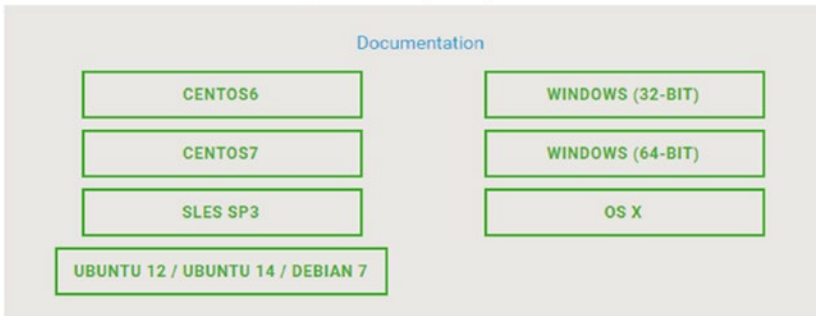 Documentation
CENTOS6
WINDOWS (32-BIT)
CENTOS7
WINDOWS (64-BIT)
SLES SP3
OS X
UBUNTU 12 / UBUNTU 14 / DEBIAN 7